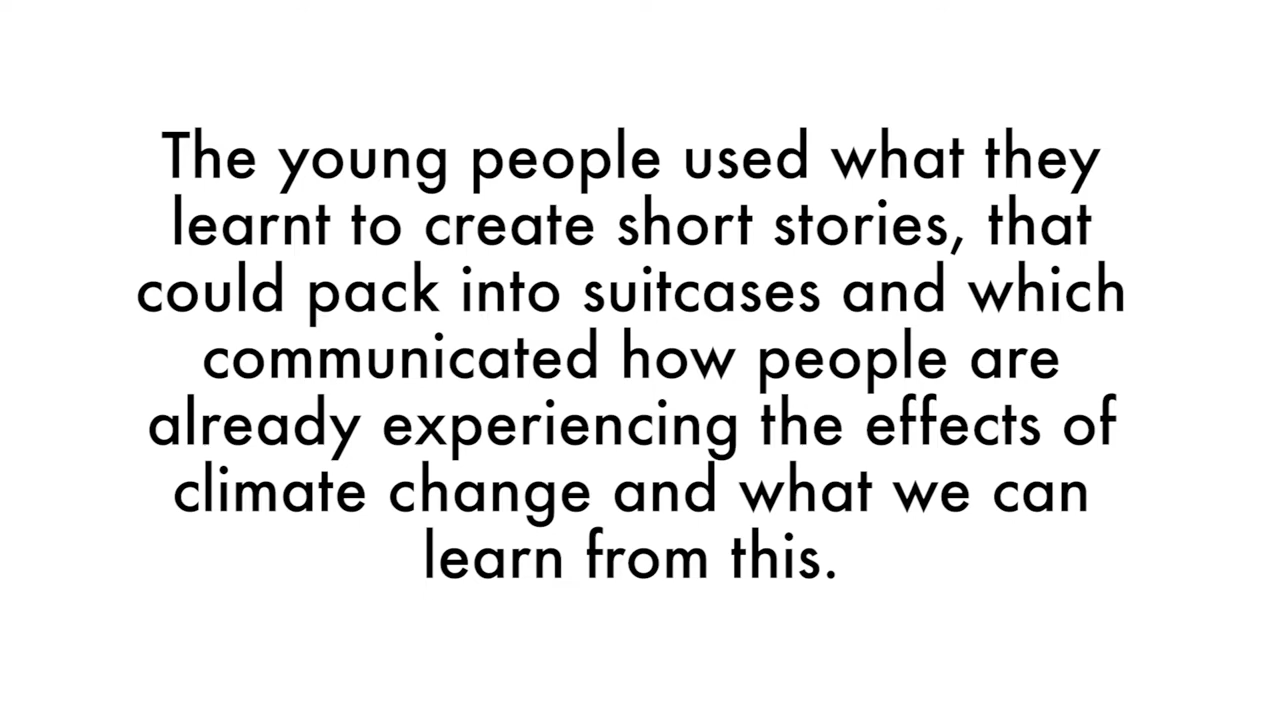 The young people used what they
learnt to create short stories, that
could pack into suitcases and which
communicated how people are
already experiencing the effects of
climate change and what we can
learn from this.